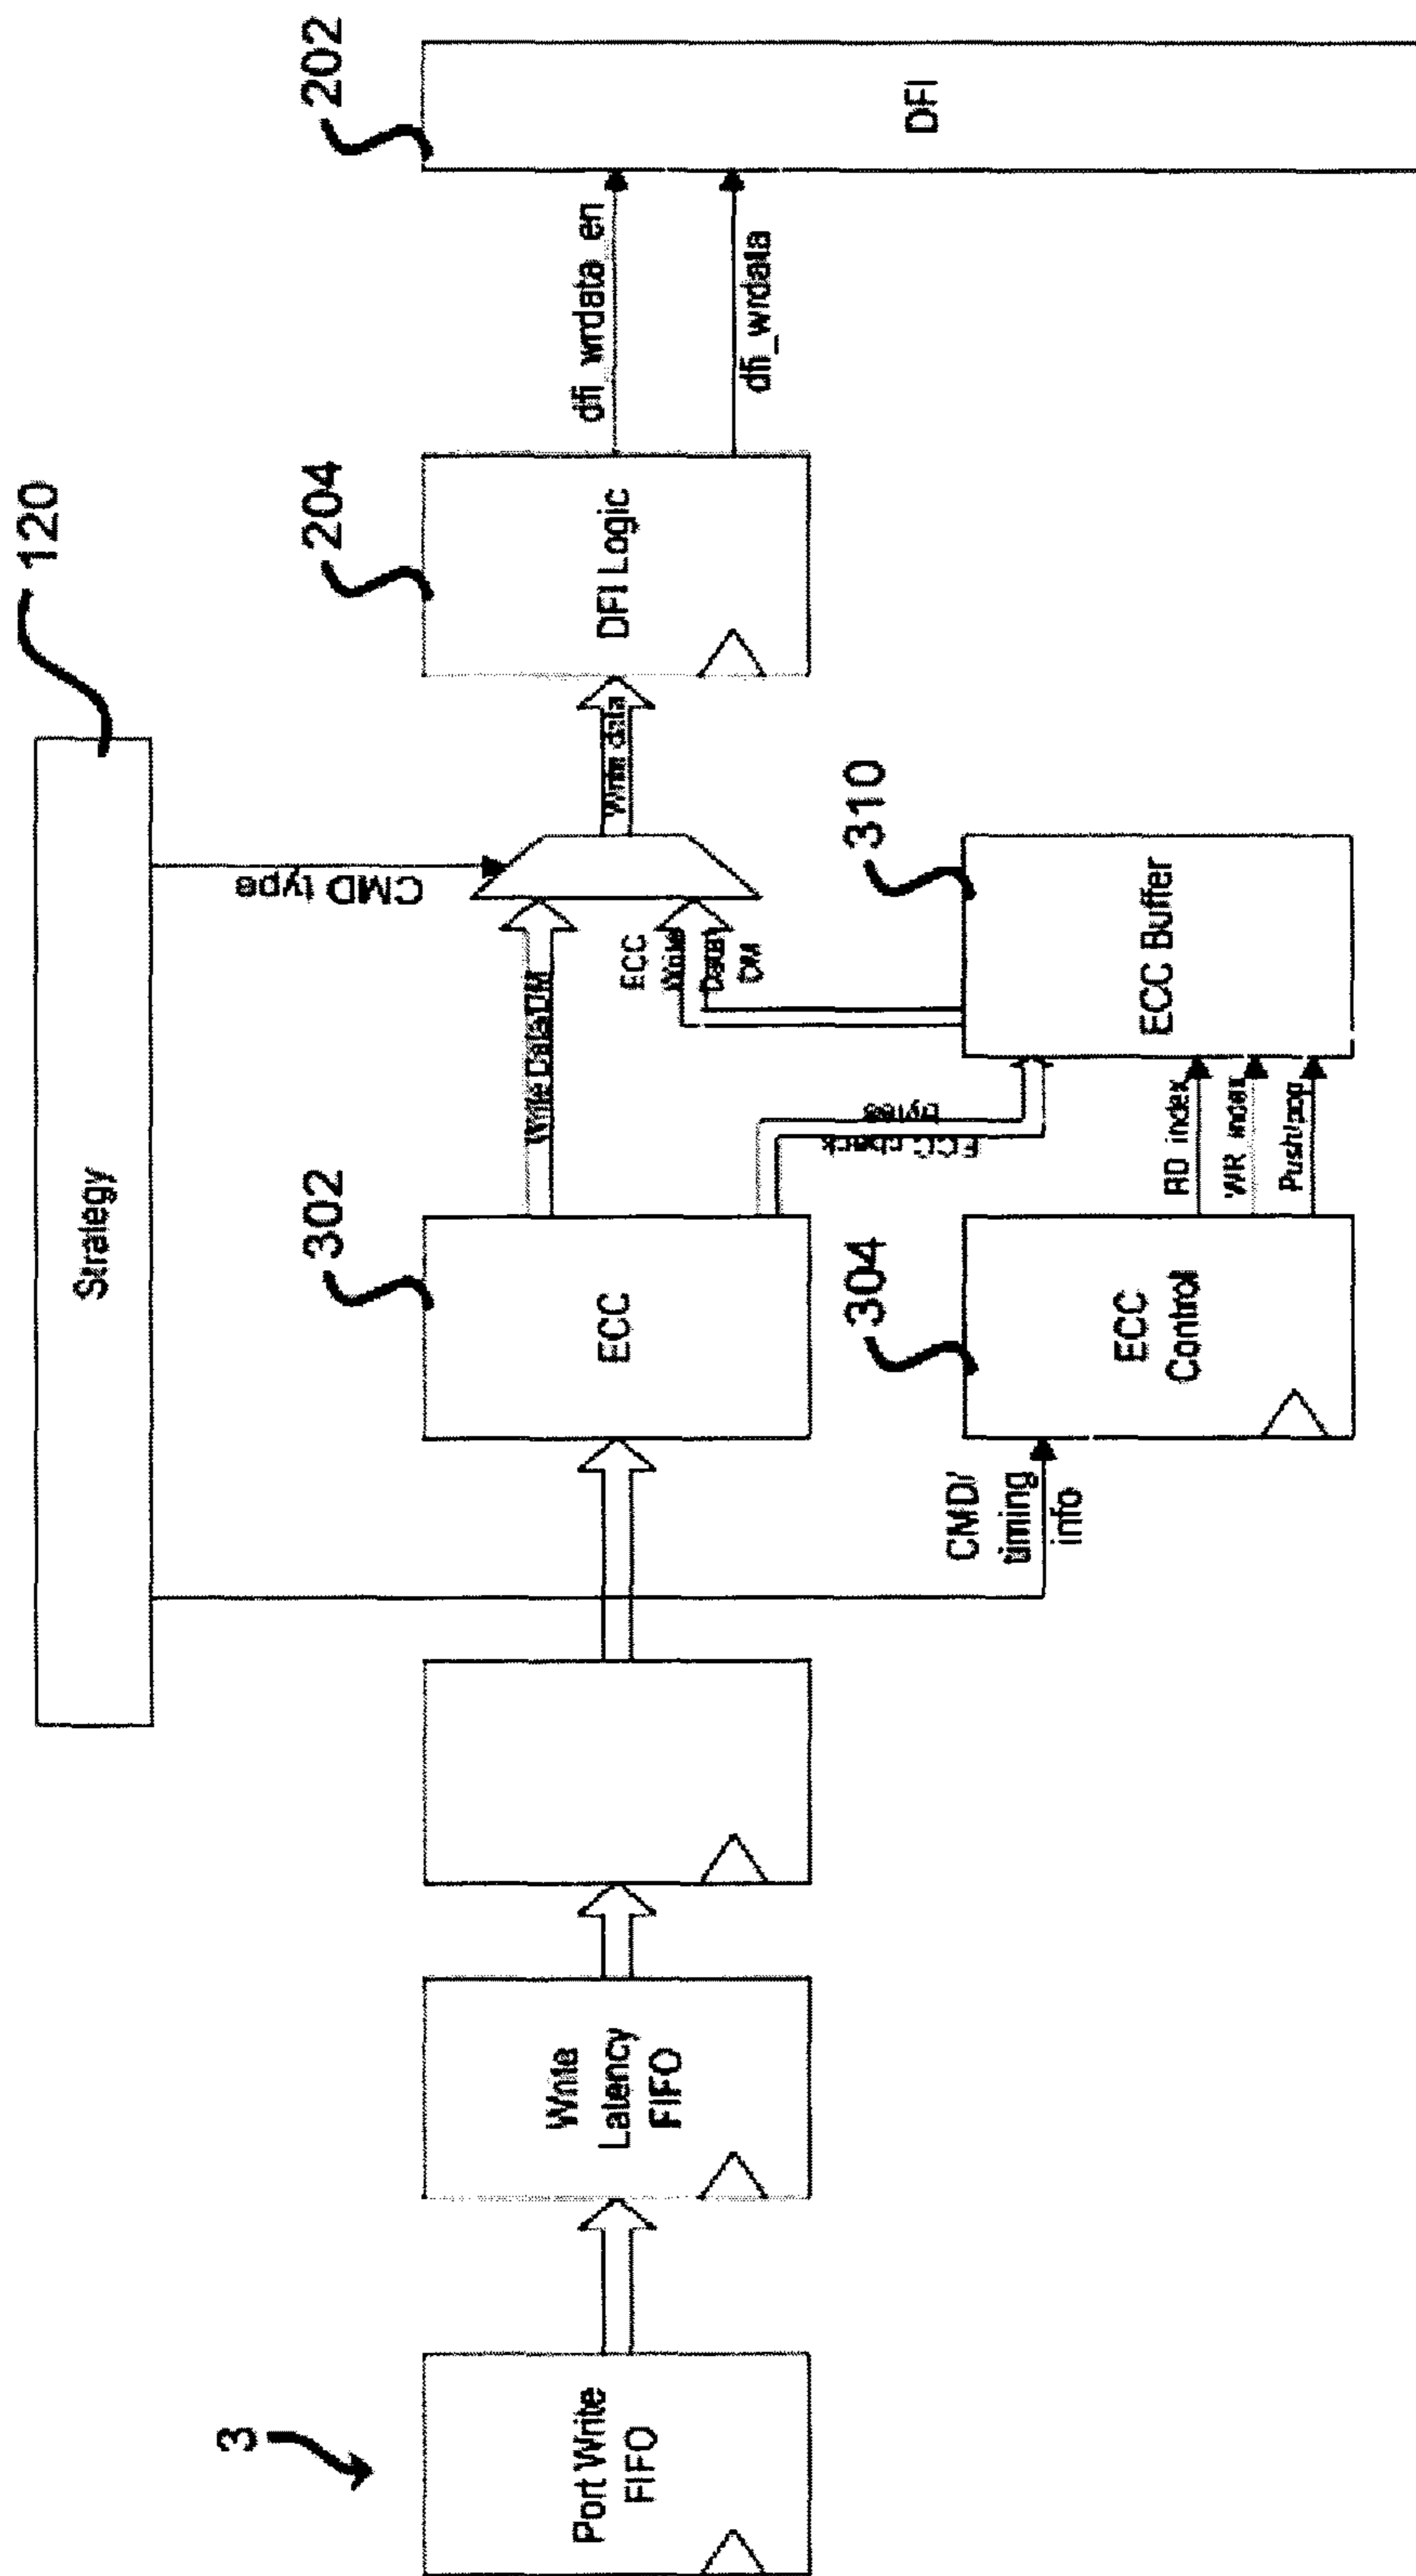 120
Strategy
CMD type
3
Port Write
FIFO
Write
Latency
FIFO
302
ECC
Write Data/DM
ECC
Write
Data/
DM
Write data
204
DFI Logic
dfi_wrdata_en
dfi_wrdata
202
DFI
CMD/
timing
info
304
ECC
Control
ECC check
bytes
RD index
WR index
Push/pop
310
ECC Buffer